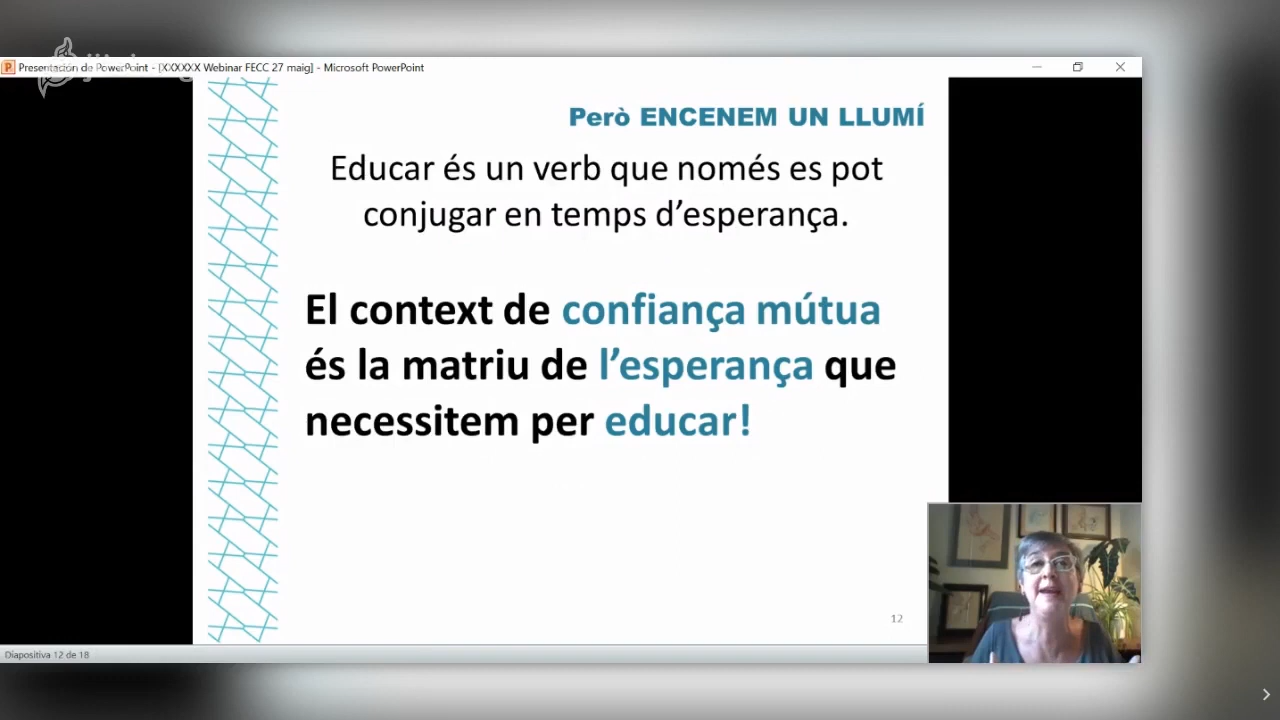 Presentación de PowerPoint - [XXXXXX Webinar FECC 27 maig] - Microsoft PowerPoint
Però ENCENEM UN LLUMÍ
Educar és un verb que només es pot
conjugar en temps d’esperança.
El context de confiança mútua
és la matriu de l’esperança que
necessitem per educar!
12
Diapositiva 12 de 18